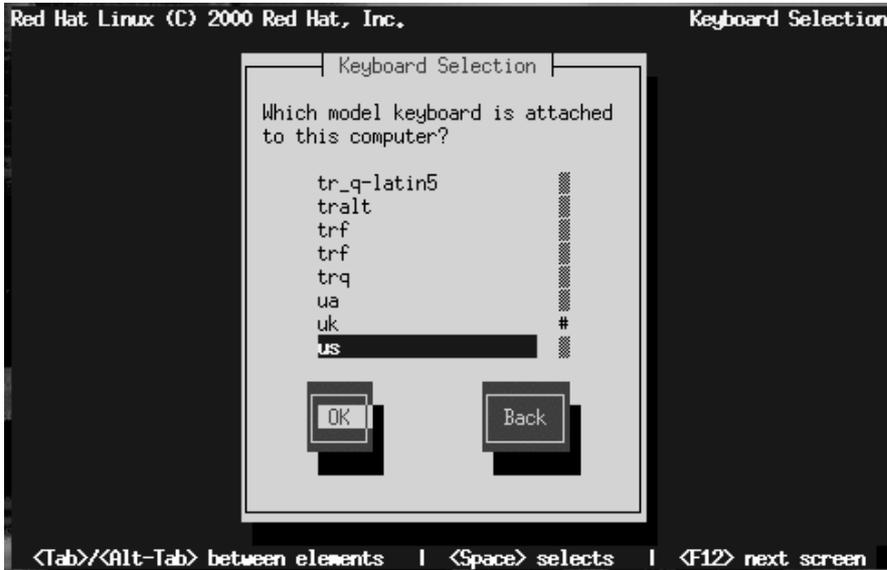 Red Hat Linux (C) 2000 Red Hat, Inc. Keyboard Selection
Keyboard Selection
Which model keyboard is attached
to this computer?
tr_q-latin5
tralt
trf
trf
trq
ua
uk #
us
OK Back
<Tab>/<Alt-Tab> between elements | <Space> selects | <F12> next screen